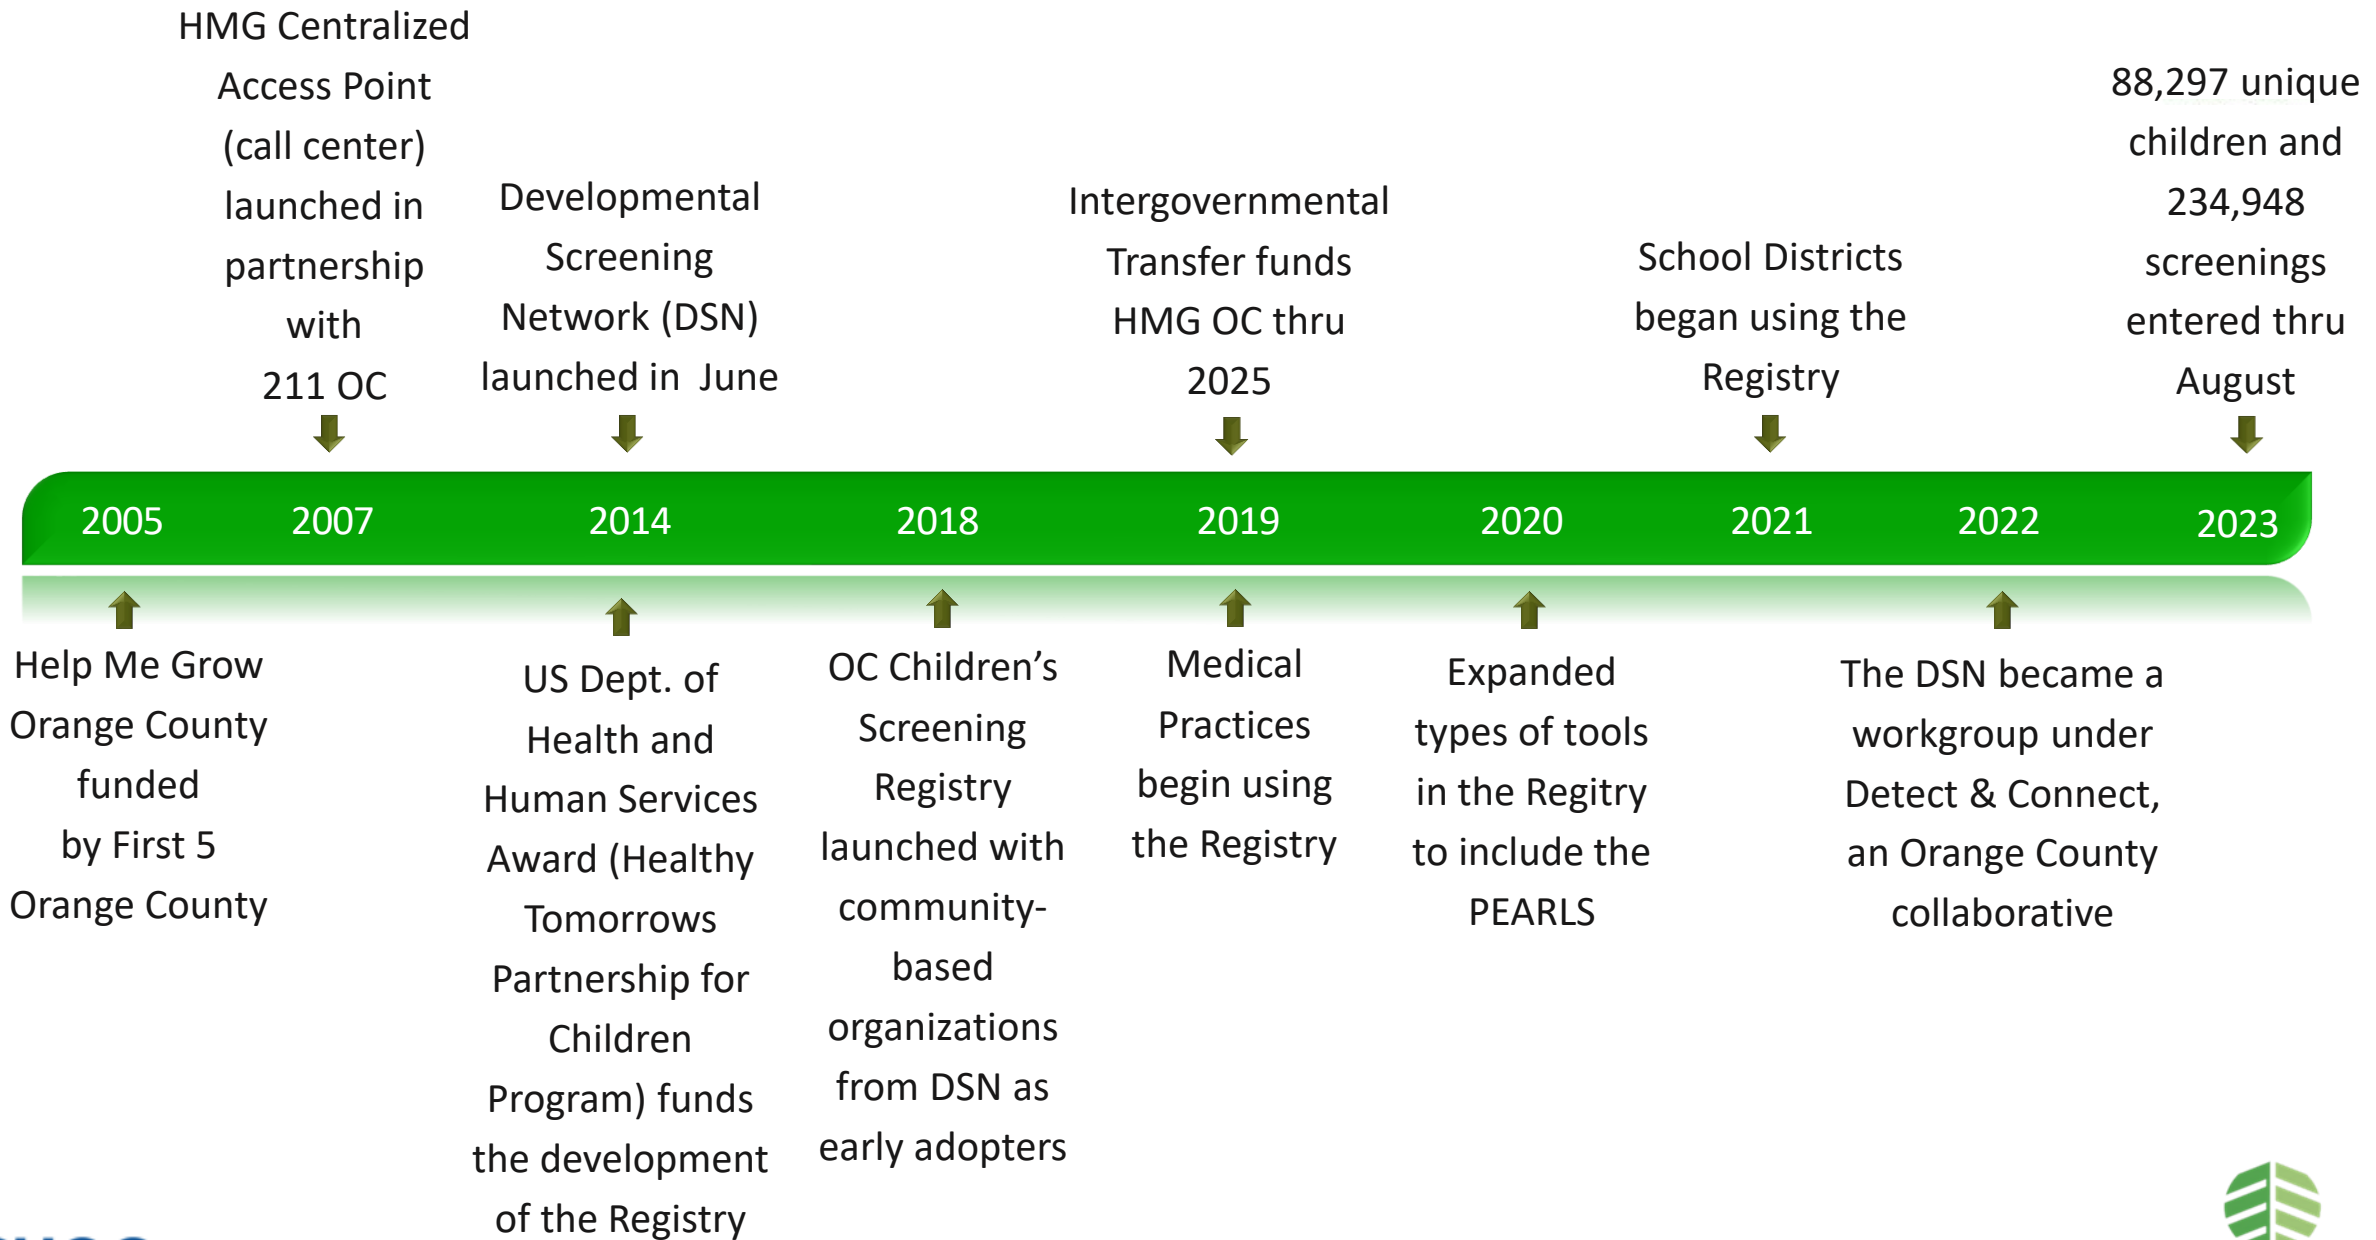 HMG Centralized
Access Point
(call center)
launched in
partnership
with
211 OC
Developmental
Screening
Network (DSN)
launched in June
Intergovernmental
Transfer funds
HMG OC thru
2025
School Districts
began using the
Registry
88,297 unique
children and
234,948
screenings
entered thru
August
2005
2007
2014
2018
2019
2020
2021
2022
2023
Help Me Grow
Orange County
funded
by First 5
Orange County
US Dept. of
Health and
Human Services
Award (Healthy
Tomorrows
Partnership for
Children
Program) funds
the development
of the Registry
OC Children’s
Screening
Registry
launched with
community-
based
organizations
from DSN as
early adopters
Medical
Practices
begin using
the Registry
Expanded
types of tools
in the Regitry
to include the
PEARLS
The DSN became a
workgroup under
Detect & Connect,
an Orange County
collaborative